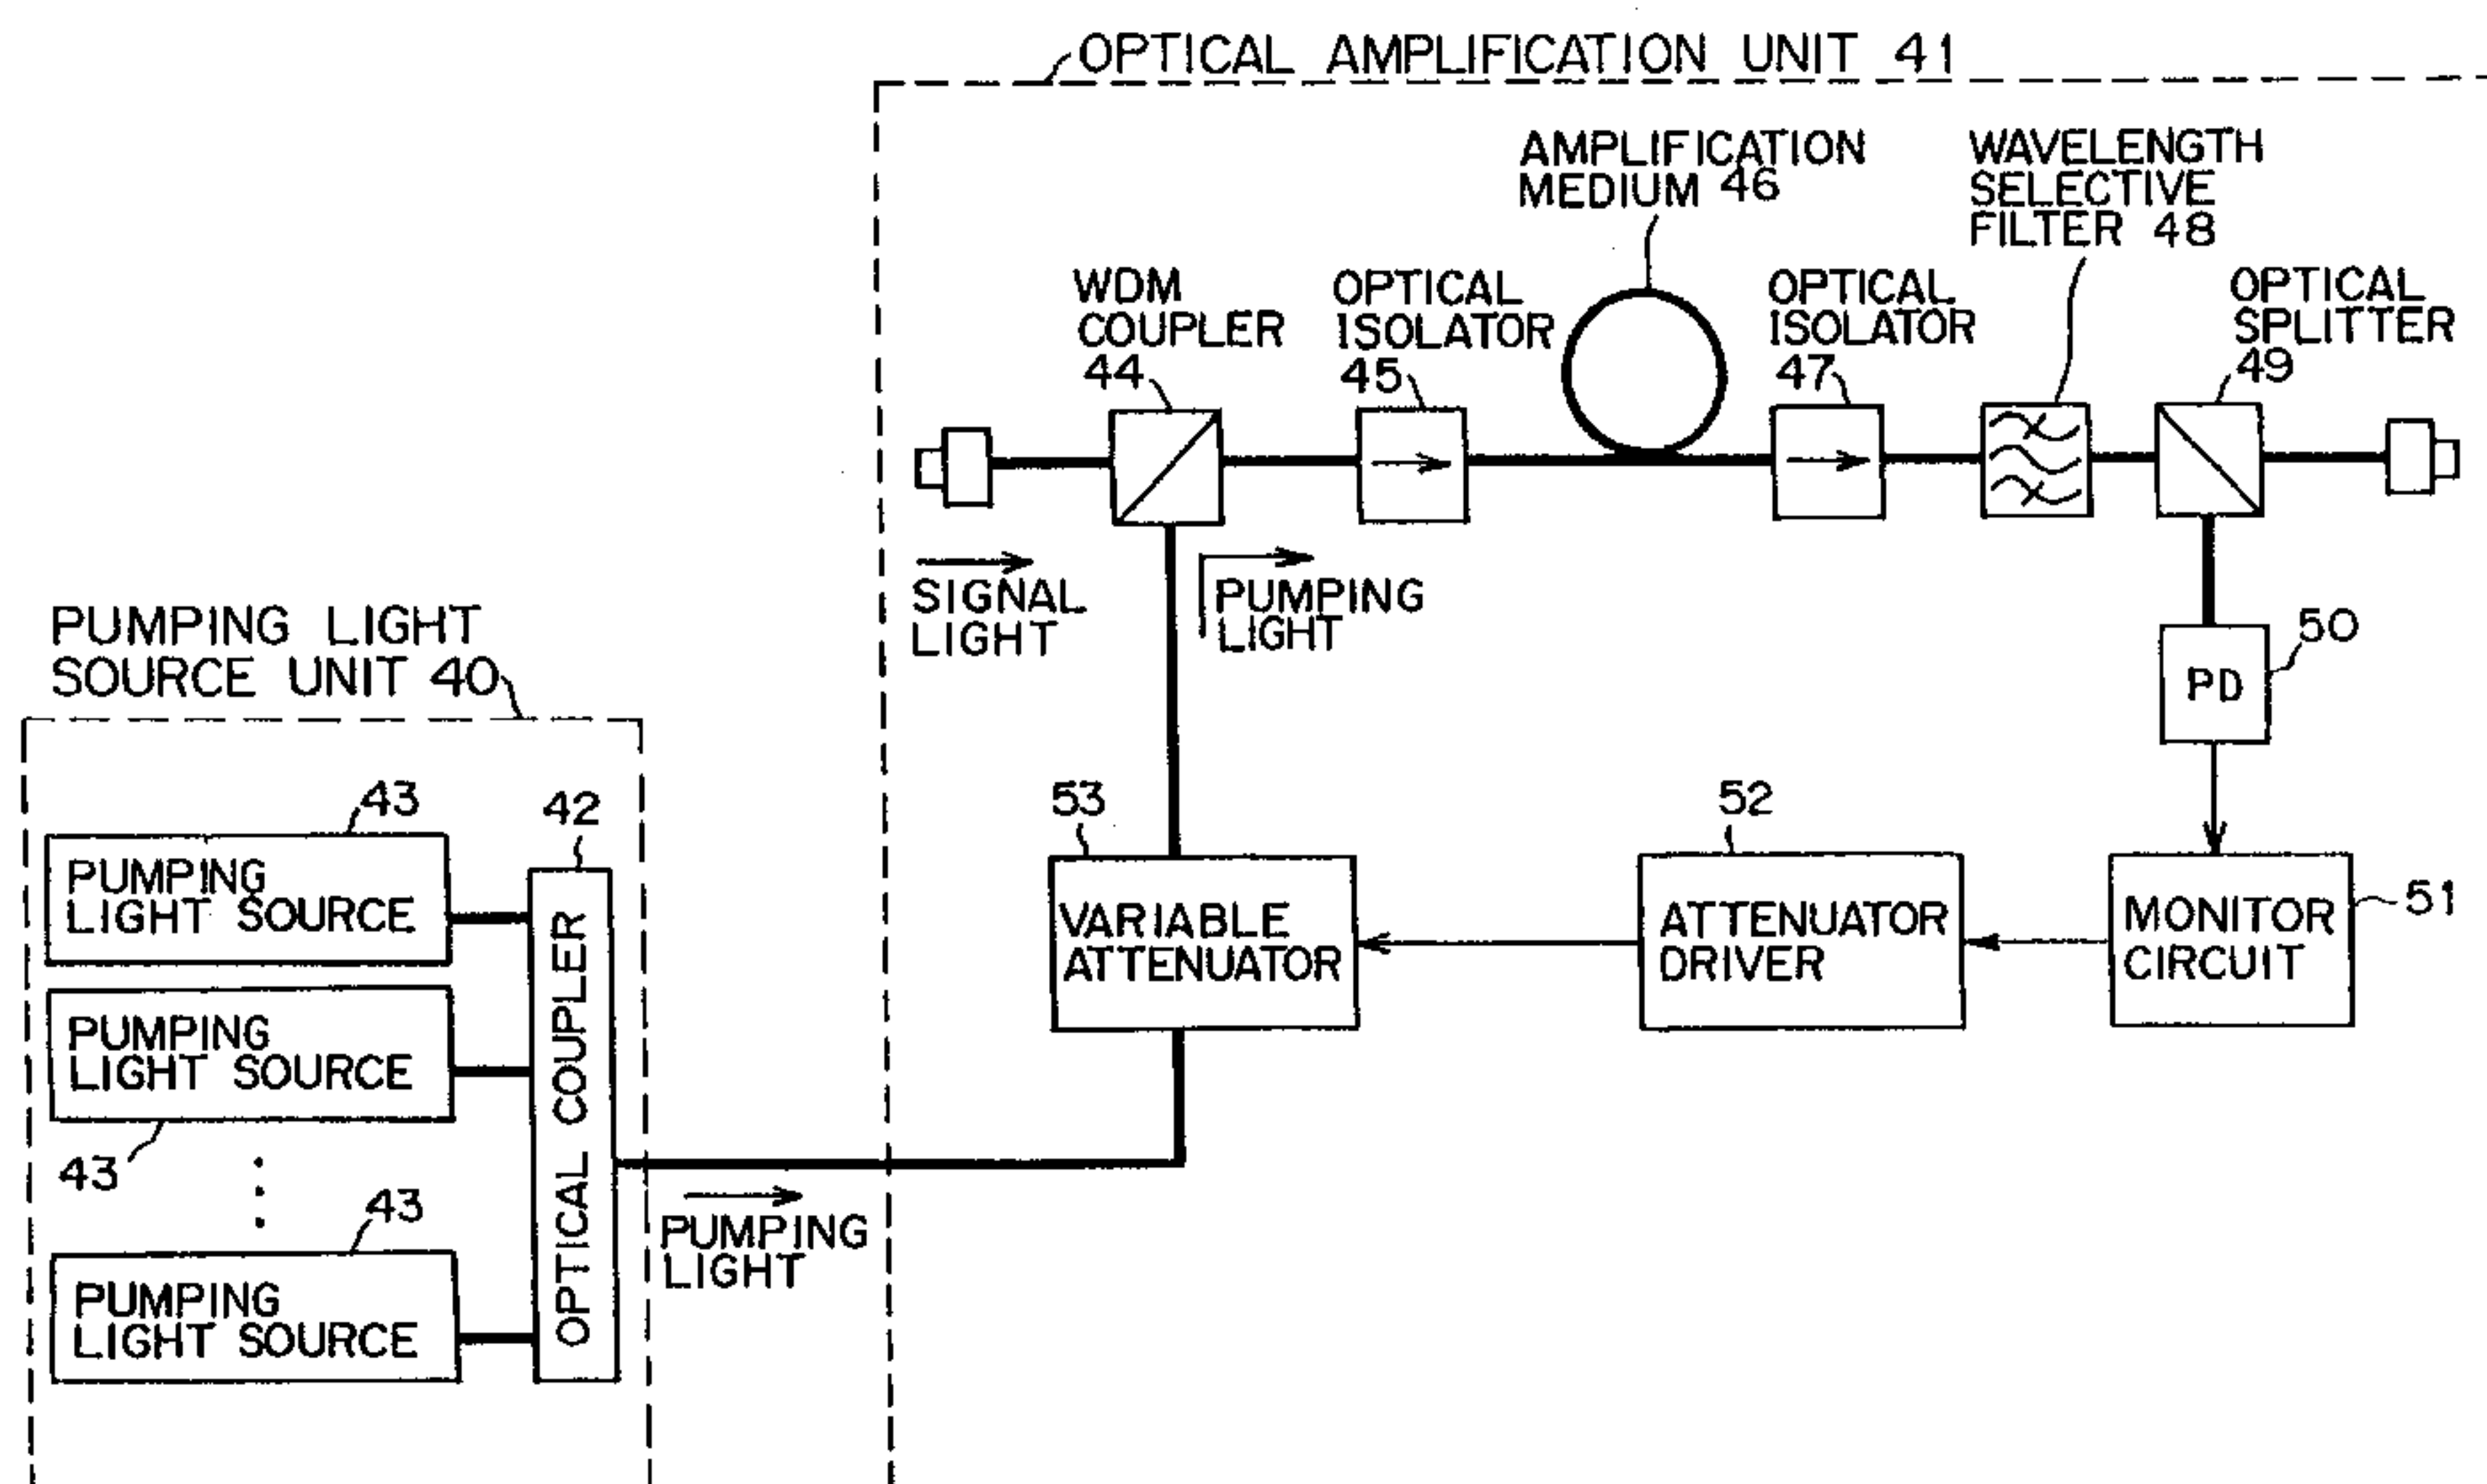 OPTICAL AMPLIFICATION UNIT 41
AMPLIFICATION
MEDIUM 46
WAVELENGTH
SELECTIVE
FILTER 48
WDM
COUPLER
44
OPTICAL
ISOLATOR
45
OPTICAL
ISOLATOR
47
OPTICAL
SPLITTER
49
SIGNAL
LIGHT
PUMPING
LIGHT
50
PD
PUMPING LIGHT
SOURCE UNIT 40
43
42
53
52
51
PUMPING
LIGHT SOURCE
VARIABLE
ATTENUATOR
ATTENUATOR
DRIVER
MONITOR
CIRCUIT
PUMPING
LIGHT SOURCE
43
OPTICAL COUPLER
43
PUMPING
LIGHT
PUMPING
LIGHT SOURCE